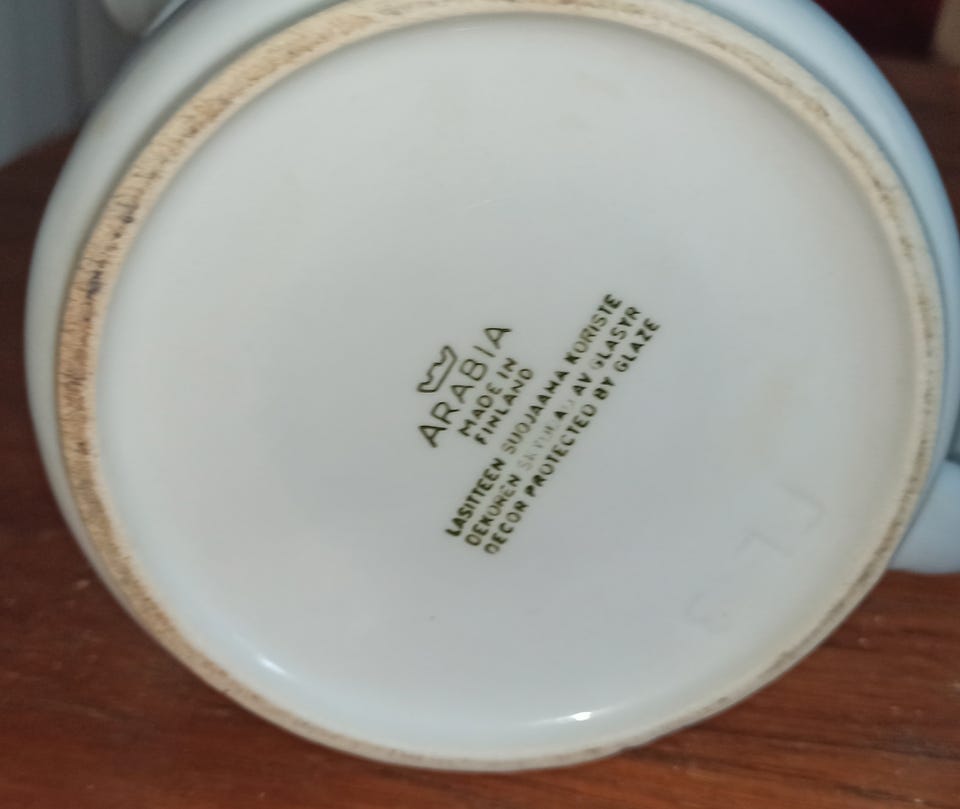 ARABIA
MADE IN
FINLAND
LASITTEEN SUOJAAMA KORISTE
DEKOREN AV GLASYR
DECOR PROTECTED BY GLAZE